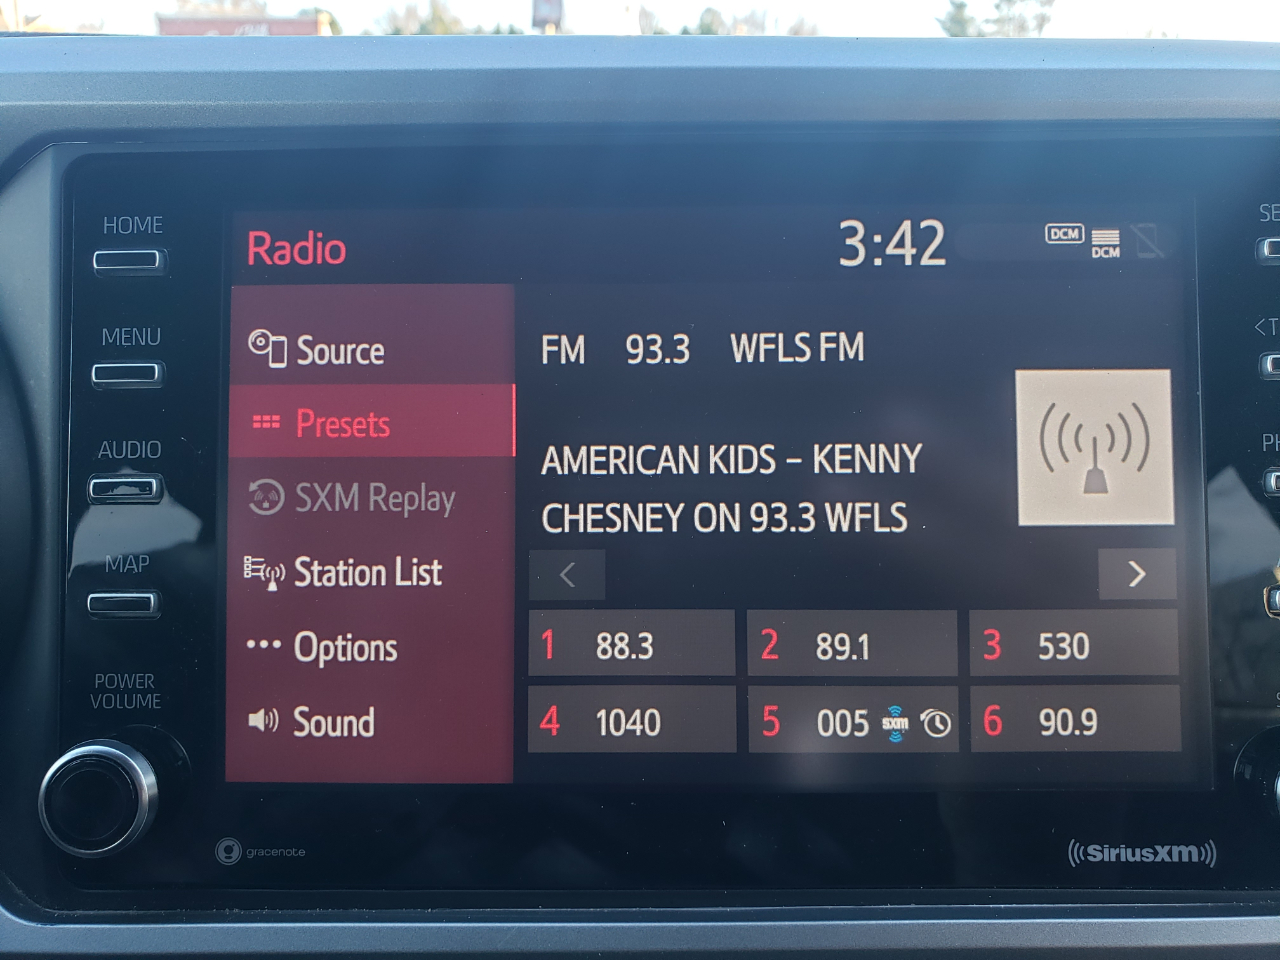 HOME
MENU
AUDIO
MAP
POWER
VOLUME
Radio
3:42
DCM
DCM
Source
Presets
SXM Replay
Station List
Options
Sound
FM 93.3 WFLS FM
AMERICAN KIDS – KENNY
CHESNEY ON 93.3 WFLS
1 88.3
2 89.1
3 530
4 1040
5 005 sxm
6 90.9
gracenote
SiriusXM